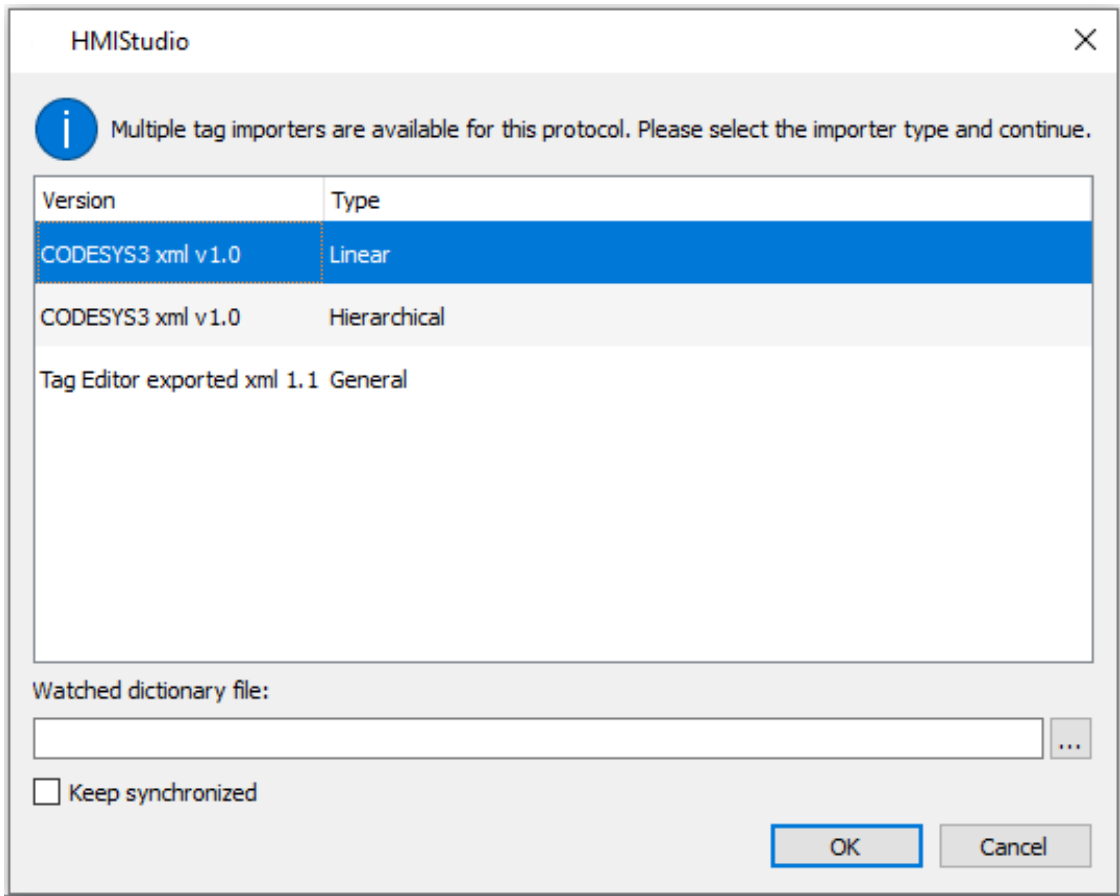 HMIStudio
Multiple tag importers are available for this protocol. Please select the importer type and continue.
Version Type
CODESYS3 xml v1.0 Linear
CODESYS3 xml v1.0 Hierarchical
Tag Editor exported xml 1.1 General
Watched dictionary file:
...
Keep synchronized
OK Cancel